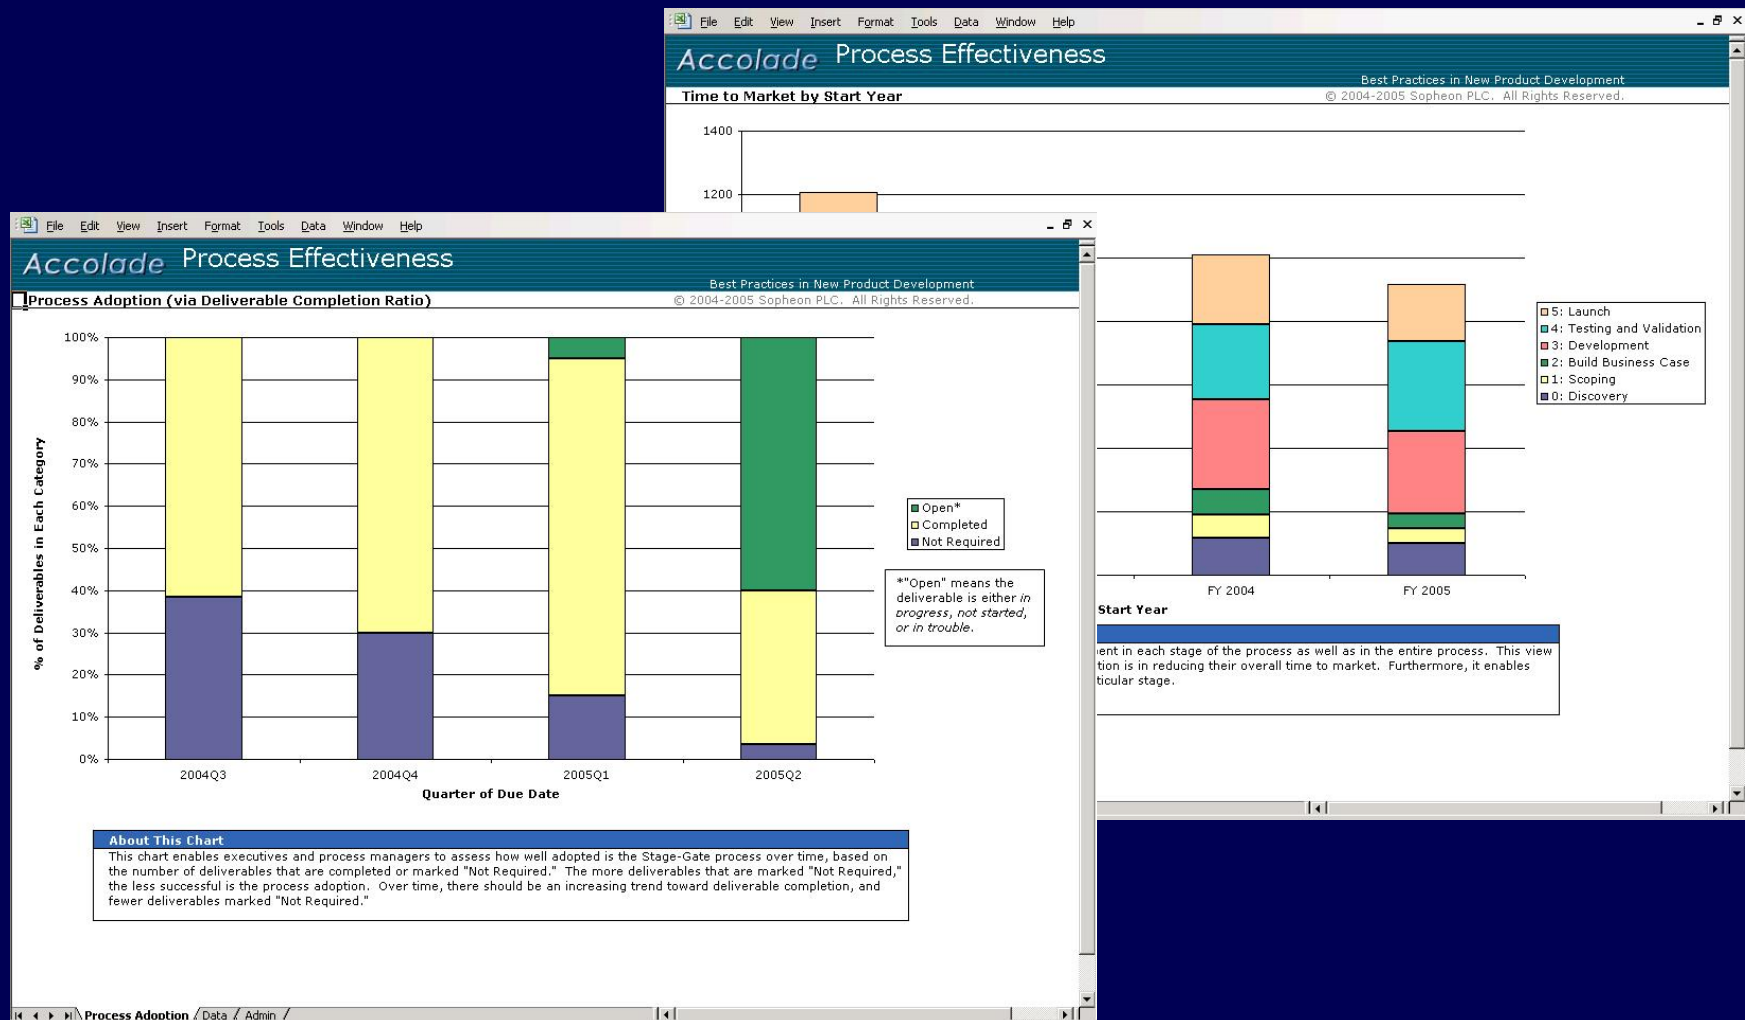 File Edit View Insert Format Tools Data Window Help
Accolade Process Effectiveness
Best Practices in New Product Development
Time to Market by Start Year
© 2004-2005 Sopheon PLC. All Rights Reserved.
1400
1200
5: Launch
4: Testing and Validation
3: Development
2: Build Business Case
1: Scoping
0: Discovery
FY 2004 FY 2005
Start Year
in each stage of the process as well as in the entire process. This view
is in reducing their overall time to market. Furthermore, it enables
stage.
File Edit View Insert Format Tools Data Window Help
Accolade Process Effectiveness
Best Practices in New Product Development
Process Adoption (via Deliverable Completion Ratio)
© 2004-2005 Sopheon PLC. All Rights Reserved.
% of Deliverables in Each Category
100%
90%
80%
70%
60%
50%
40%
30%
20%
10%
0%
2004Q3 2004Q4 2005Q1 2005Q2
Quarter of Due Date
Open*
Completed
Not Required
*"Open" means the
deliverable is either in
progress, not started,
or in trouble.
About This Chart
This chart enables executives and process managers to assess how well adopted is the Stage-Gate process over time, based on
the number of deliverables that are completed or marked "Not Required." The more deliverables that are marked "Not Required,"
the less successful is the process adoption. Over time, there should be an increasing trend toward deliverable completion, and
fewer deliverables marked "Not Required."
Process Adoption Data Admin